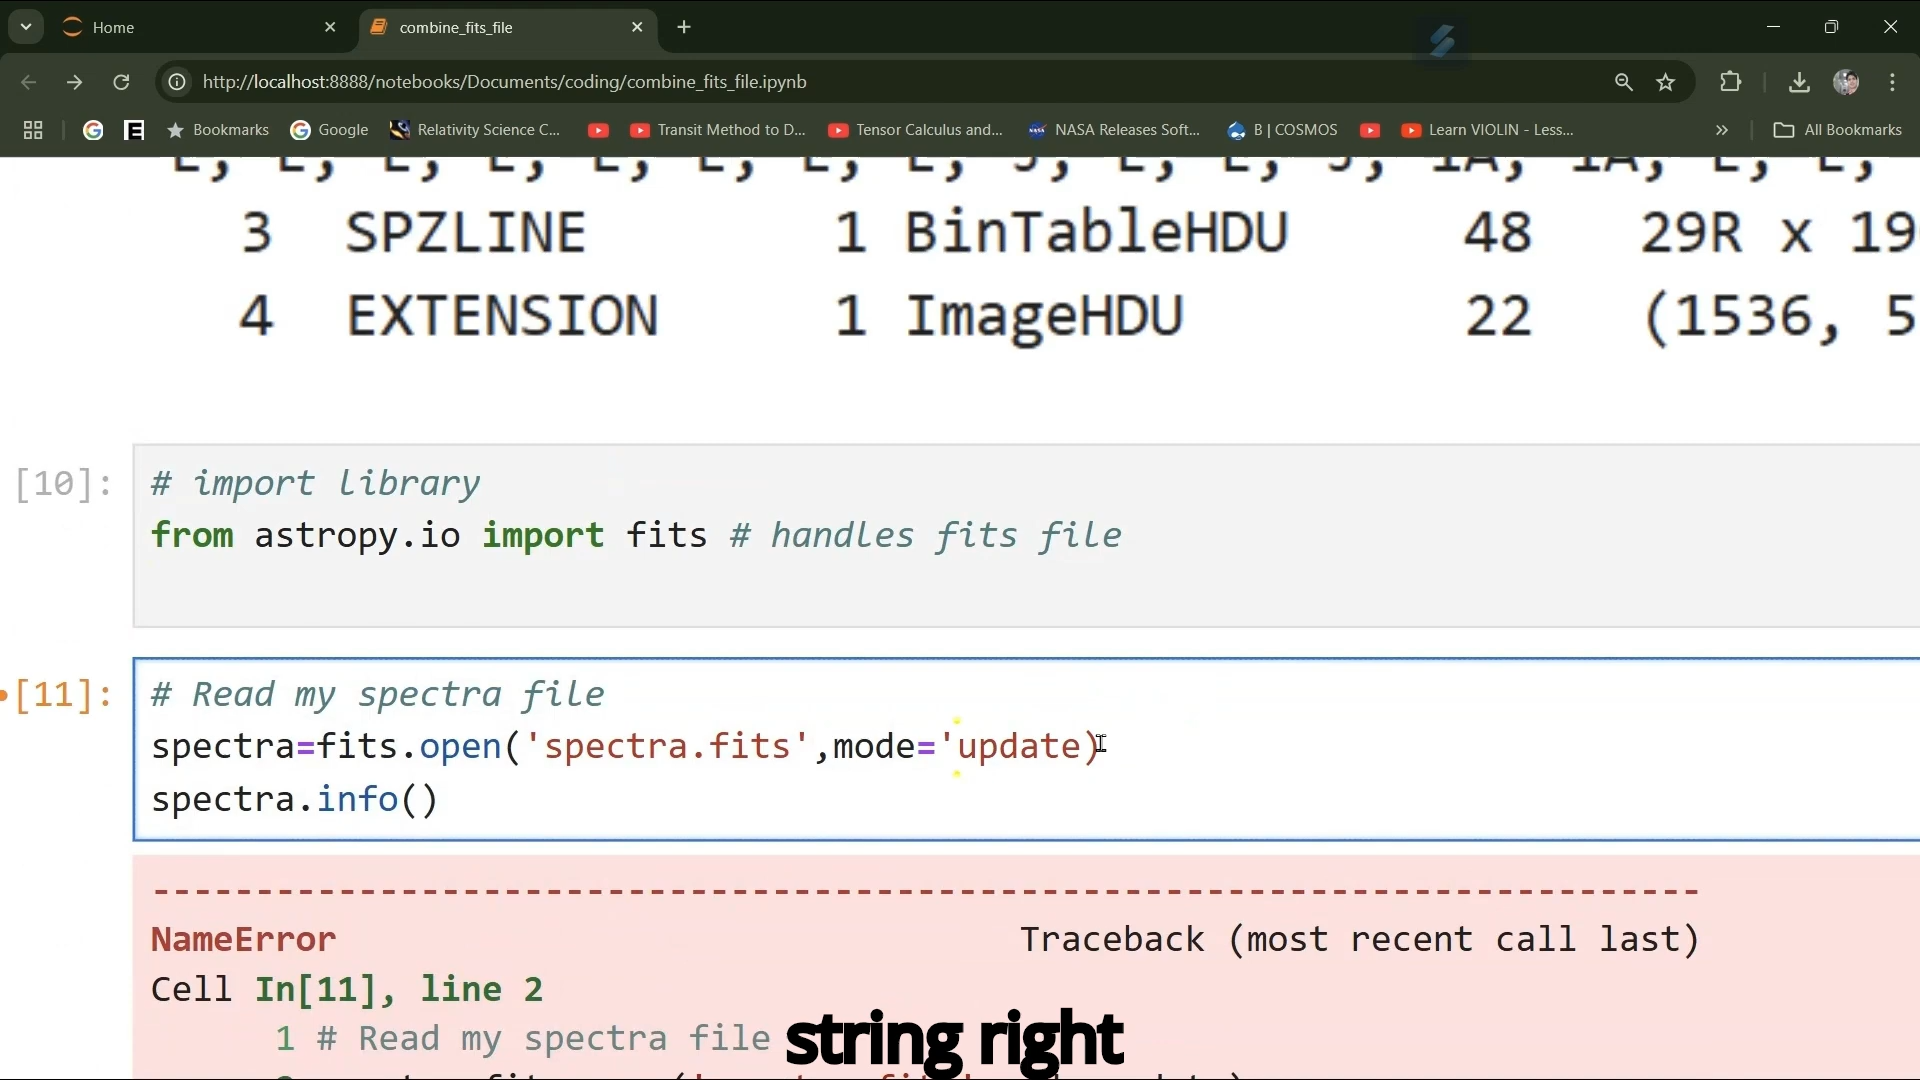 Home
combine_fits_file
http://localhost:8888/notebooks/Documents/coding/combine_fits_file.ipynb
Bookmarks
Google
Relativity Science C...
Transit Method to D...
Tensor Calculus and...
NASA Releases Soft...
B | COSMOS
Learn VIOLIN - Less...
All Bookmarks
3 SPZLINE 1 BinTableHDU 48 29R x 19
4 EXTENSION 1 ImageHDU 22 (1536, 5
[10]:
# import library
from astropy.io import fits # handles fits file
[11]:
# Read my spectra file
spectra=fits.open('spectra.fits',mode='update)
spectra.info()
--------------------------------------------------------------------------
NameError Traceback (most recent call last)
Cell In[11], line 2
1 # Read my spectra file
string right